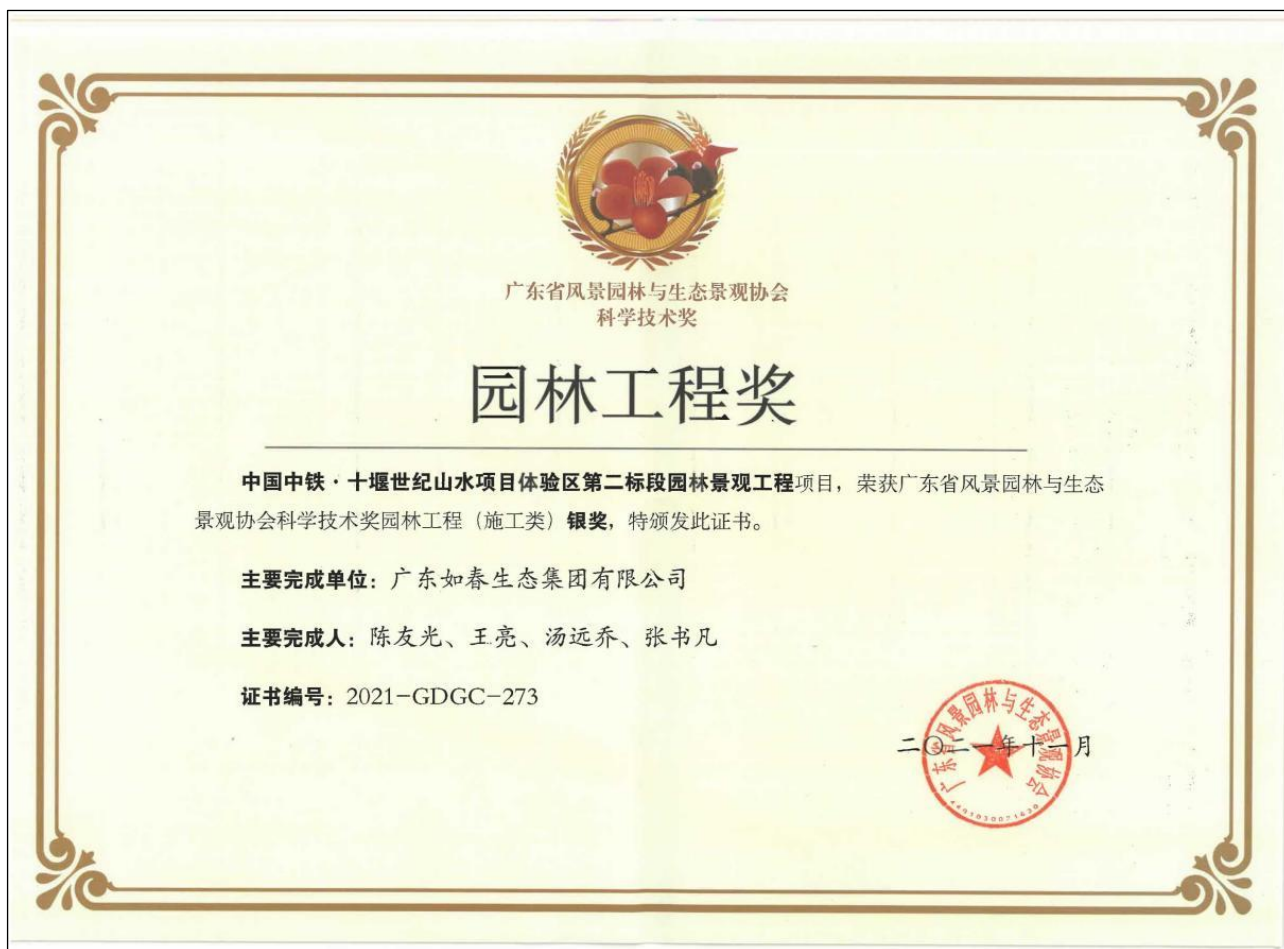 广东省风景园林与生态景观协会
科学技术奖
园林工程奖
中国中铁·十堰世纪山水项目体验区第二标段园林景观工程项目，荣获广东省风景园林与生态
景观协会科学技术奖园林工程（施工类）银奖，特颁发此证书。
主要完成单位：广东如春生态集团有限公司
主要完成人：陈友光、王亮、汤远乔、张书凡
证书编号：2021-GDGC-273
二〇二一年十一月
广东省风景园林与生态景观协会